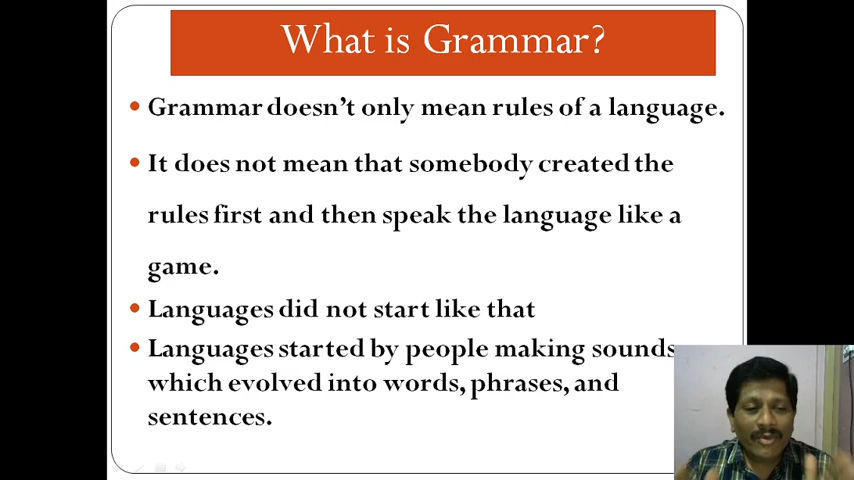 What is Grammar?
Grammar doesn't only mean rules of a language.
It does not mean that somebody created the
rules first and then speak the language like a
game.
Languages did not start like that
Languages started by people making sounds
which evolved into words, phrases, and
sentences.